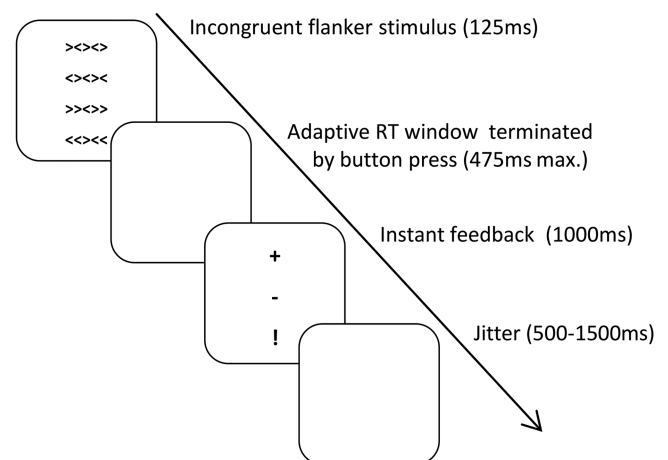 Incongruent flanker stimulus (125ms)
><><>
<><><
>><>>
<<><<
Adaptive RT window terminated
by button press (475ms max.)
Instant feedback (1000ms)
+
-
!
Jitter (500-1500ms)